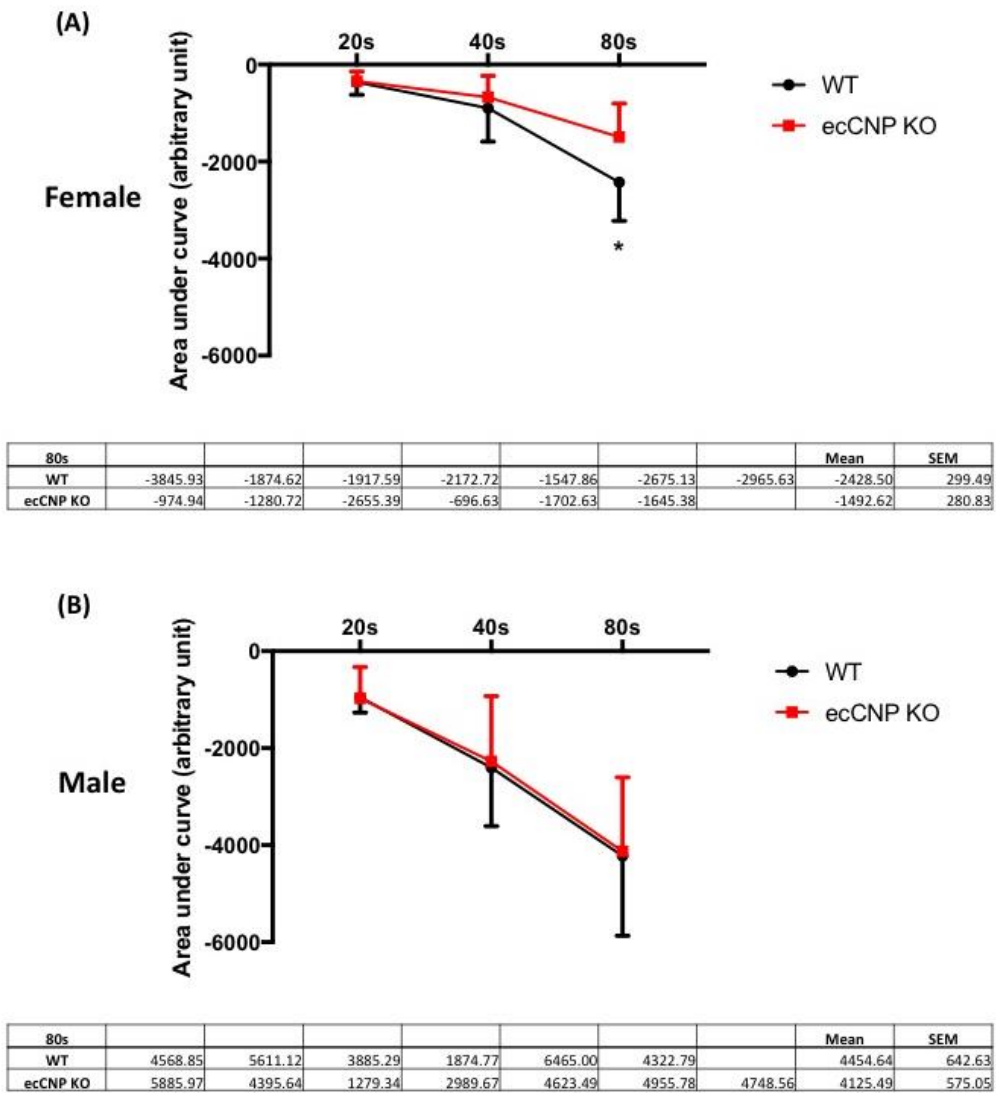 (A)
20s 40s 80s
0
-2000
-4000
-6000
Area under curve (arbitrary unit)
Female
WT
ecCNP KO
*
80s Mean SEM
WT -3845.93 -1874.62 -1917.59 -2172.72 -1547.86 -2675.13 -2965.63 -2428.50 299.49
ecCNP KO -974.94 -1280.72 -2655.39 -696.63 -1702.63 -1645.38 -1492.62 280.83
(B)
20s 40s 80s
0
-2000
-4000
-6000
Area under curve (arbitrary unit)
Male
WT
ecCNP KO
80s Mean SEM
WT 4568.85 5611.12 3885.29 1874.77 6465.00 4322.79 4454.64 642.63
ecCNP KO 5885.97 4395.64 1279.34 2989.67 4623.49 4955.78 4748.56 4125.49 575.05